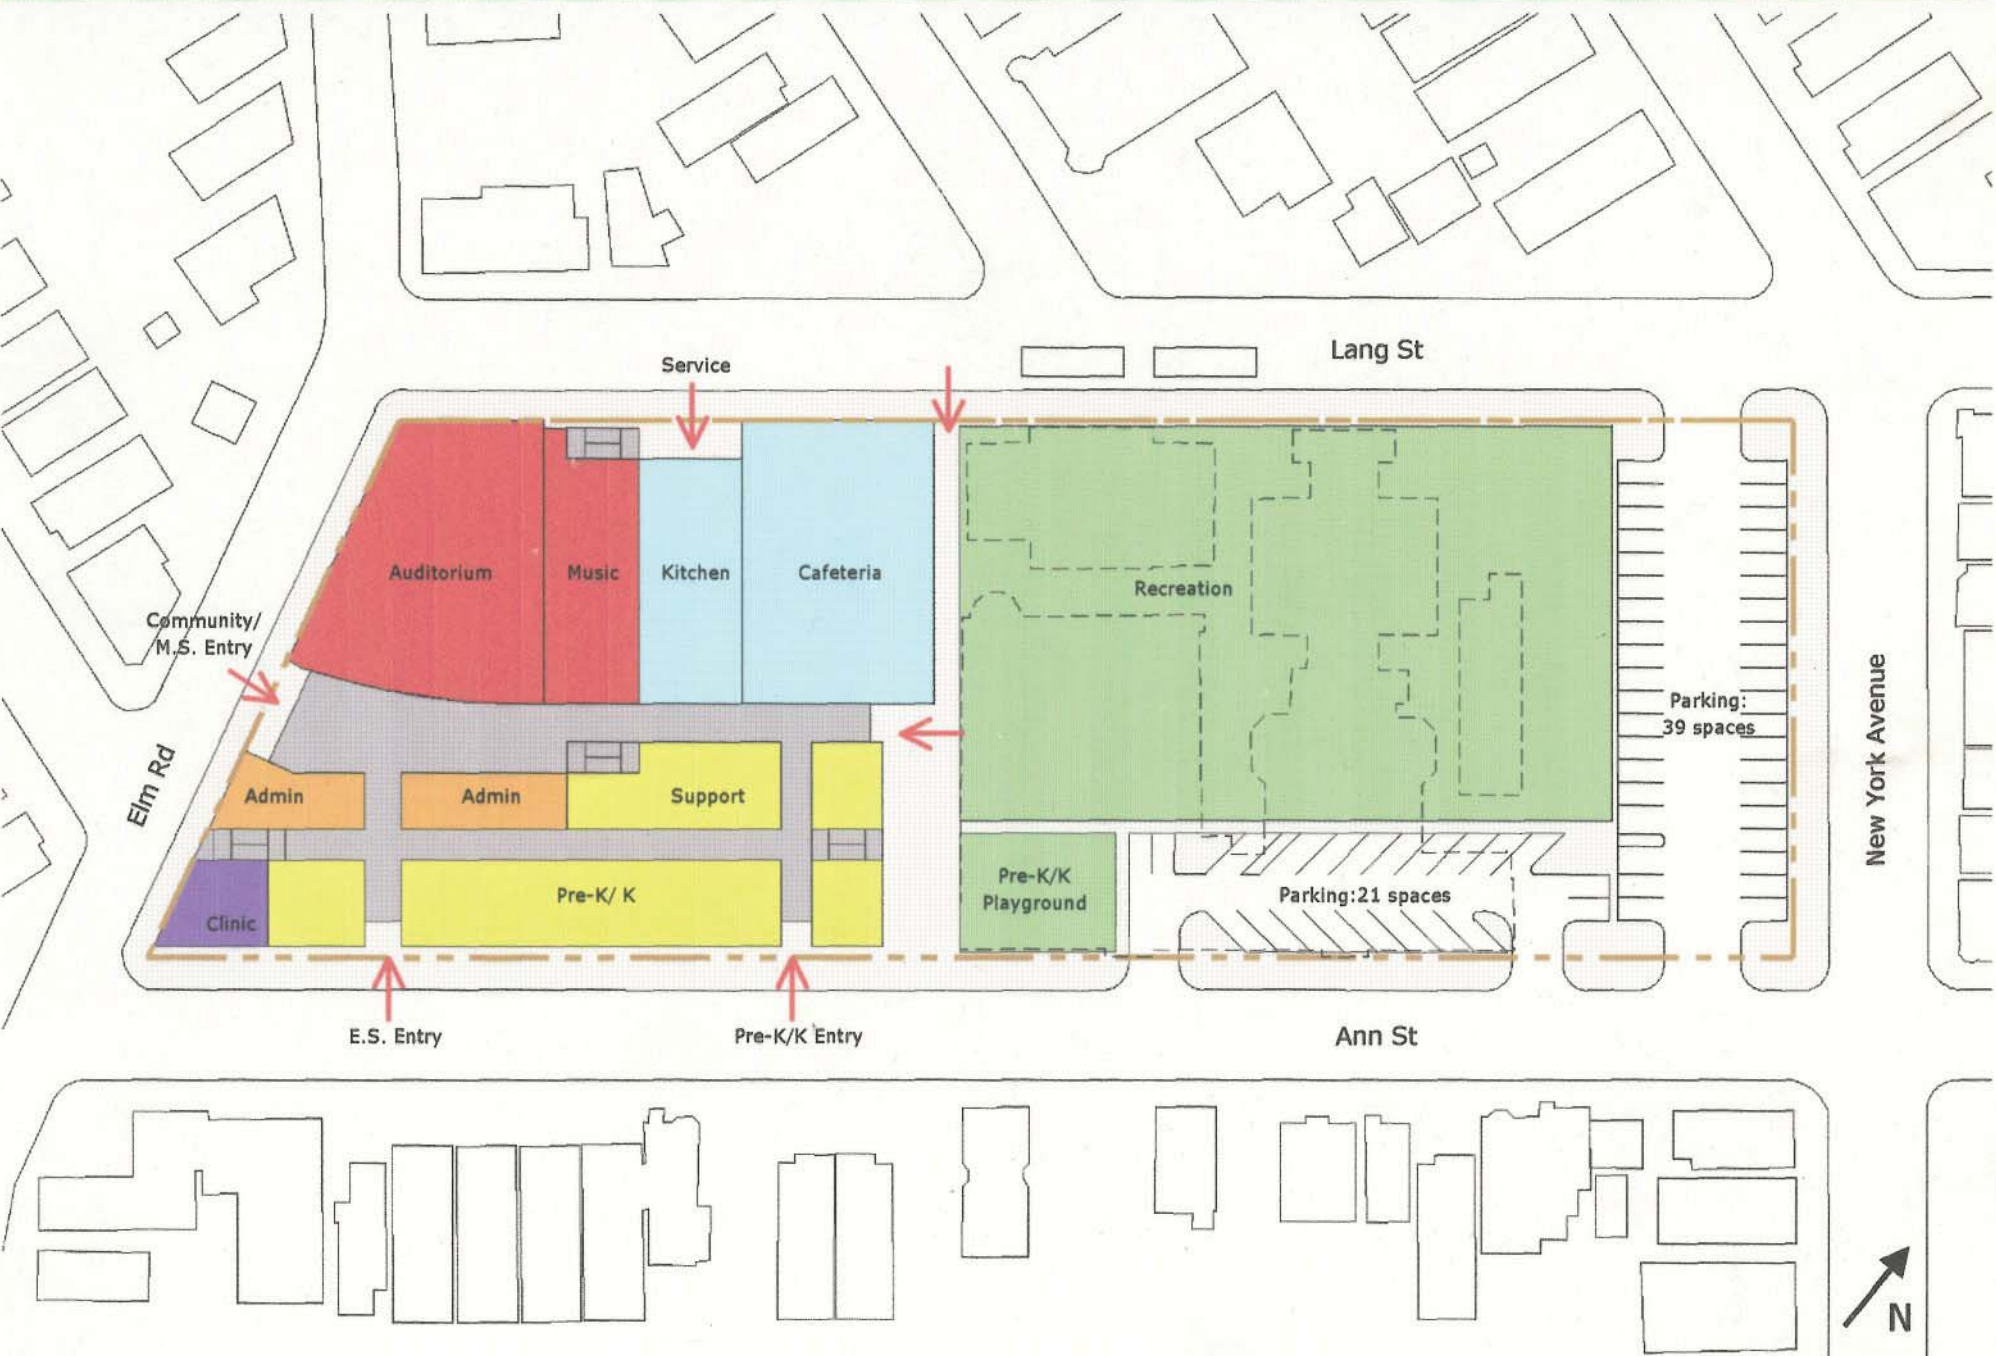 Lang St
Service
Auditorium
Music
Kitchen
Cafeteria
Recreation
Community/
M.S. Entry
Parking:
39 spaces
New York Avenue
Elm Rd
Admin
Admin
Support
Pre-K/ K
Clinic
Pre-K/K
Playground
Parking:21 spaces
E.S. Entry
Pre-K/K Entry
Ann St
N